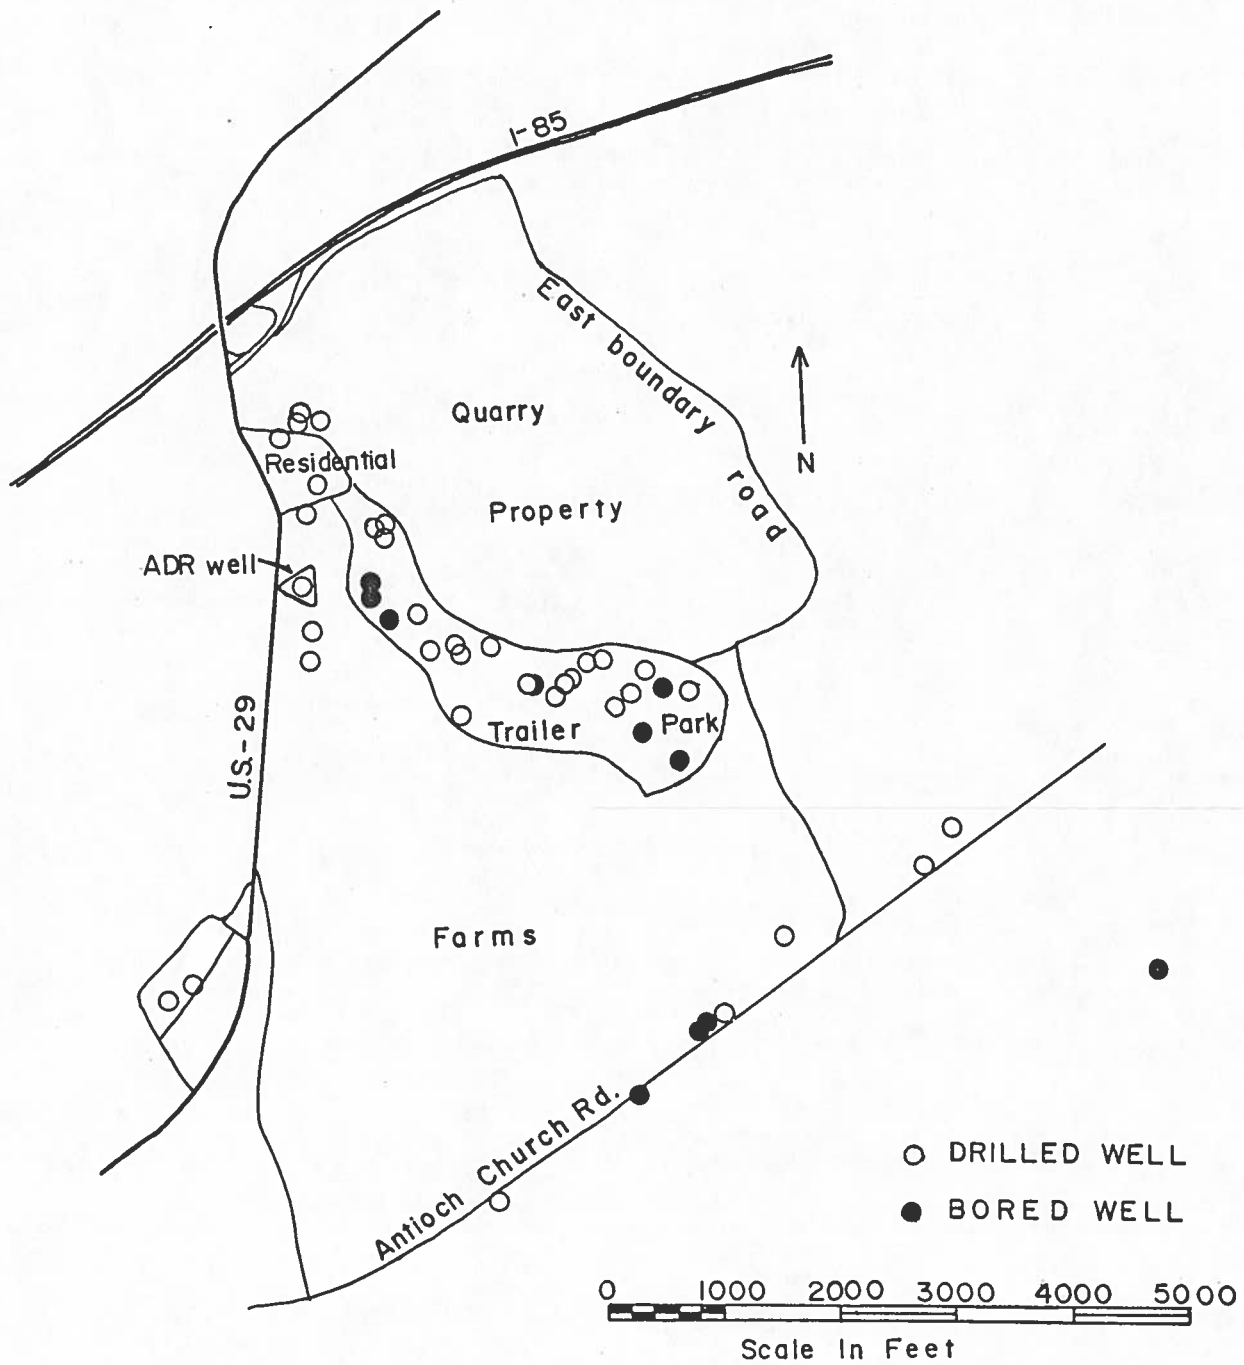 I-85
East boundary road
Quarry
Property
N
Residential
ADR well
U.S.-29
Trailer Park
Farms
Antioch Church Rd.
DRILLED WELL
BORED WELL
0 1000 2000 3000 4000 5000
Scale In Feet